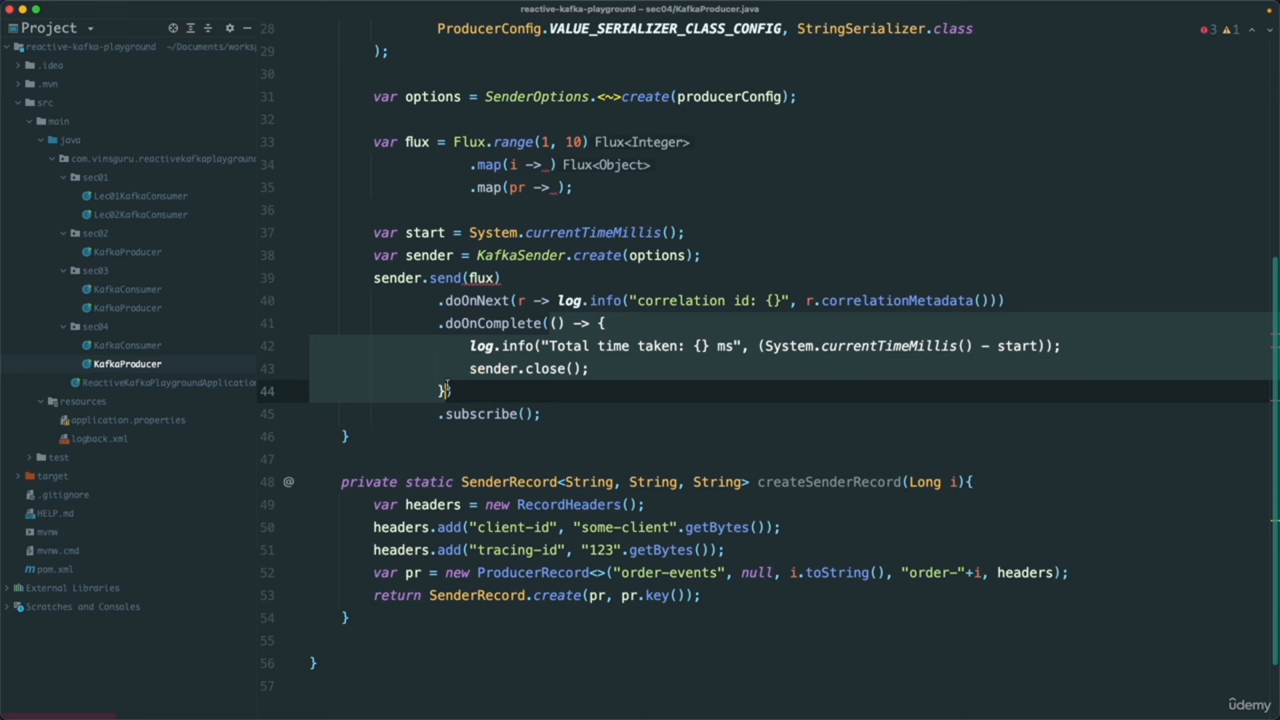 reactive-kafka-playground – sec04/KafkaProducer.java
Project
reactive-kafka-playground ~/Documents/works
.idea
.mvn
src
main
java
com.vinsguru.reactivekafkaplayground
sec01
Lec01KafkaConsumer
Lec02KafkaConsumer
sec02
KafkaProducer
sec03
KafkaConsumer
KafkaProducer
sec04
KafkaConsumer
KafkaProducer
ReactiveKafkaPlaygroundApplication
resources
application.properties
logback.xml
test
target
.gitignore
HELP.md
mvnw
mvnw.cmd
pom.xml
External Libraries
Scratches and Consoles
3 1
28 ProducerConfig.VALUE_SERIALIZER_CLASS_CONFIG, StringSerializer.class
29 );
30
31 var options = SenderOptions.<~>create(producerConfig);
32
33 var flux = Flux.range(1, 10) Flux<Integer>
34 .map(i -> ) Flux<Object>
35 .map(pr -> );
36
37 var start = System.currentTimeMillis();
38 var sender = KafkaSender.create(options);
39 sender.send(flux)
40 .doOnNext(r -> log.info("correlation id: {}", r.correlationMetadata()))
41 .doOnComplete(() -> {
42 log.info("Total time taken: {} ms", (System.currentTimeMillis() - start));
43 sender.close();
44 })
45 .subscribe();
46 }
47
48 @ private static SenderRecord<String, String, String> createSenderRecord(Long i){
49 var headers = new RecordHeaders();
50 headers.add("client-id", "some-client".getBytes());
51 headers.add("tracing-id", "123".getBytes());
52 var pr = new ProducerRecord<>("order-events", null, i.toString(), "order-"+i, headers);
53 return SenderRecord.create(pr, pr.key());
54 }
55
56 }
57
ûdemy